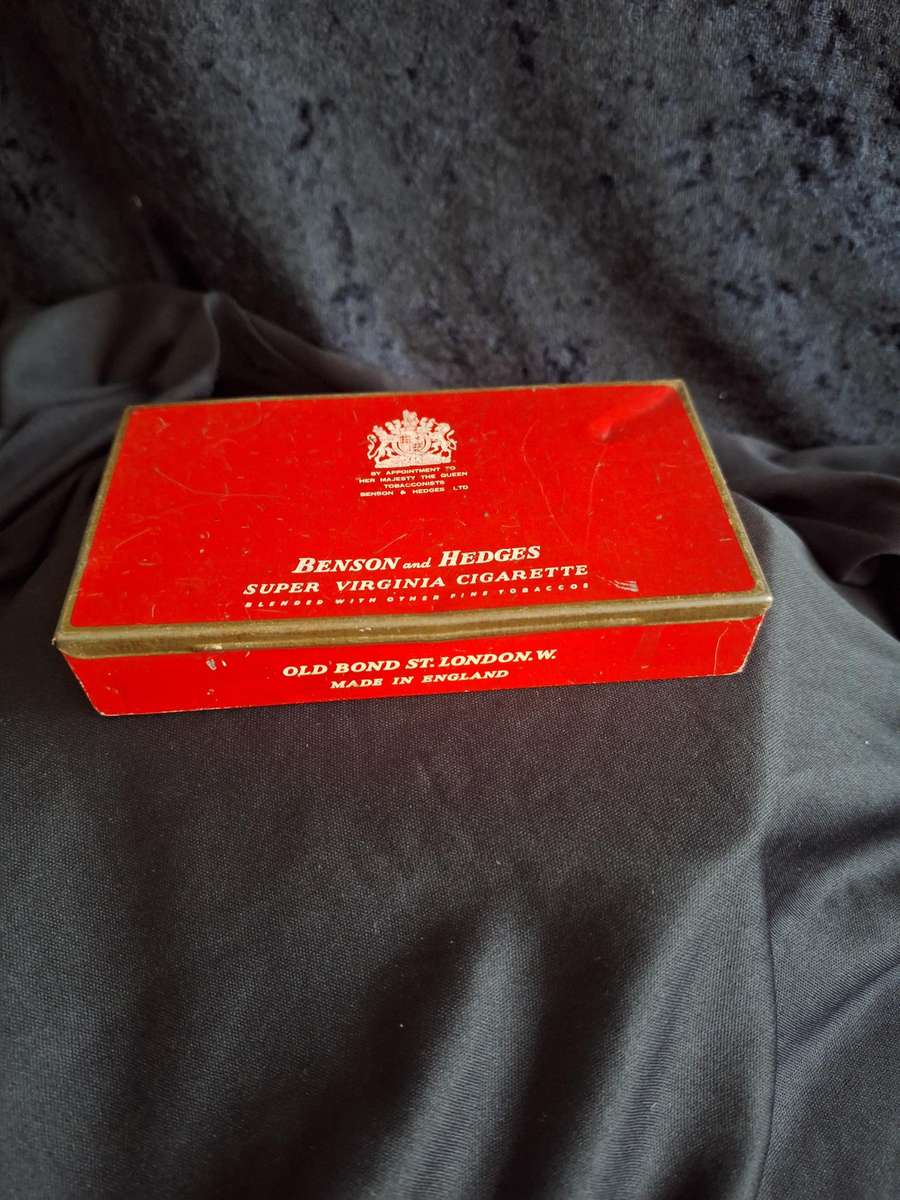 BY APPOINTMENT TO
HER MAJESTY THE QUEEN
TOBACCONISTS
BENSON & HEDGES LTD
BENSON and HEDGES
SUPER VIRGINIA CIGARETTE
BLENDED WITH OTHER FINE TOBACCOS
OLD BOND ST. LONDON. W.
MADE IN ENGLAND